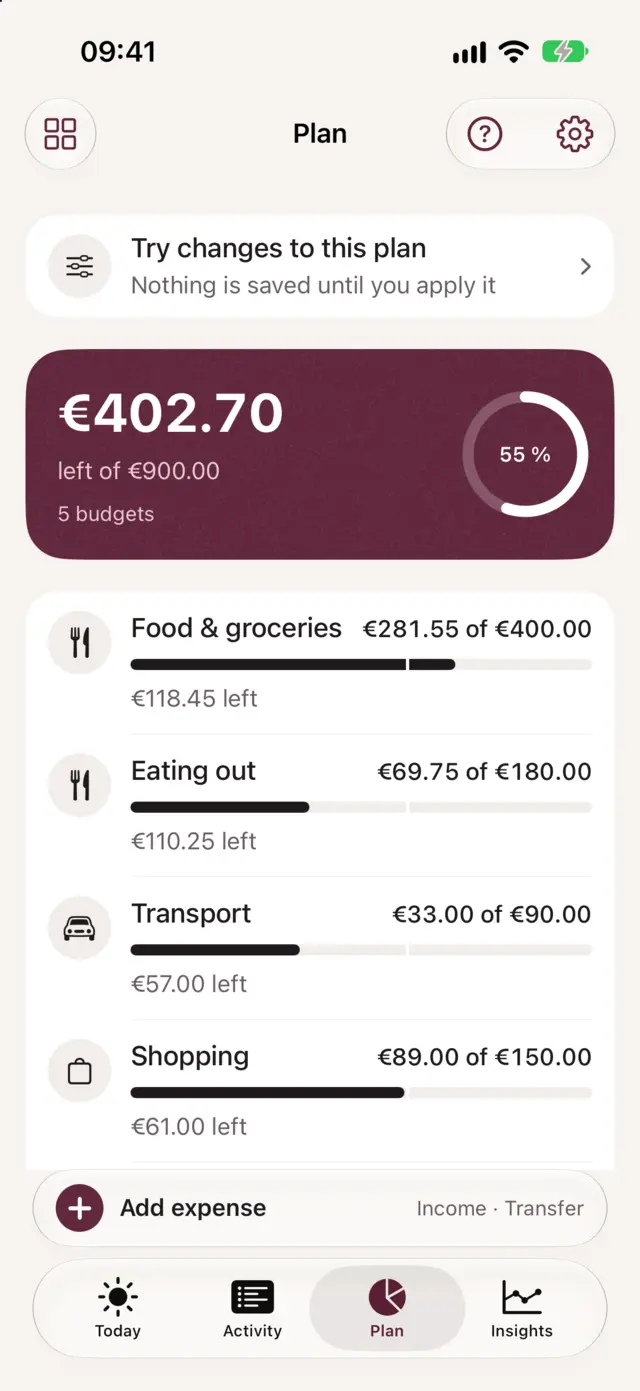 09:41
Plan
Try changes to this plan
Nothing is saved until you apply it
€402.70
left of €900.00
5 budgets
55 %
Food & groceries €281.55 of €400.00
€118.45 left
Eating out €69.75 of €180.00
€110.25 left
Transport €33.00 of €90.00
€57.00 left
Shopping €89.00 of €150.00
€61.00 left
Add expense Income · Transfer
Today Activity Plan Insights